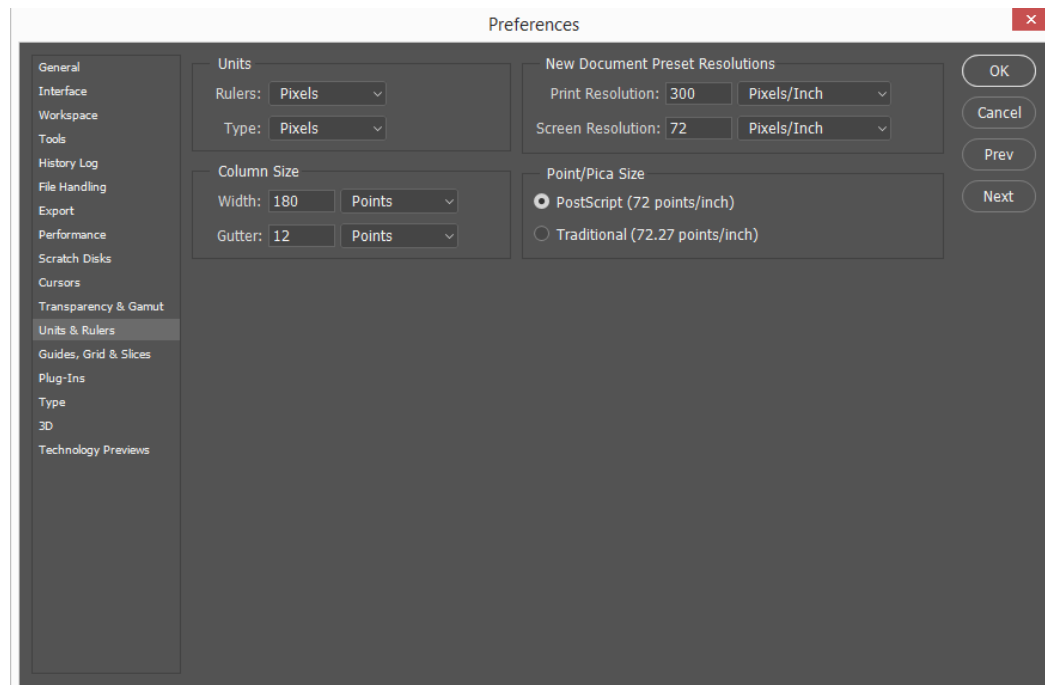 Preferences
General
Interface
Workspace
Tools
History Log
File Handling
Export
Performance
Scratch Disks
Cursors
Transparency & Gamut
Units & Rulers
Guides, Grid & Slices
Plug-Ins
Type
3D
Technology Previews
Units
Rulers: Pixels
Type: Pixels
Column Size
Width: 180 Points
Gutter: 12 Points
New Document Preset Resolutions
Print Resolution: 300 Pixels/Inch
Screen Resolution: 72 Pixels/Inch
Point/Pica Size
PostScript (72 points/inch)
Traditional (72.27 points/inch)
OK
Cancel
Prev
Next